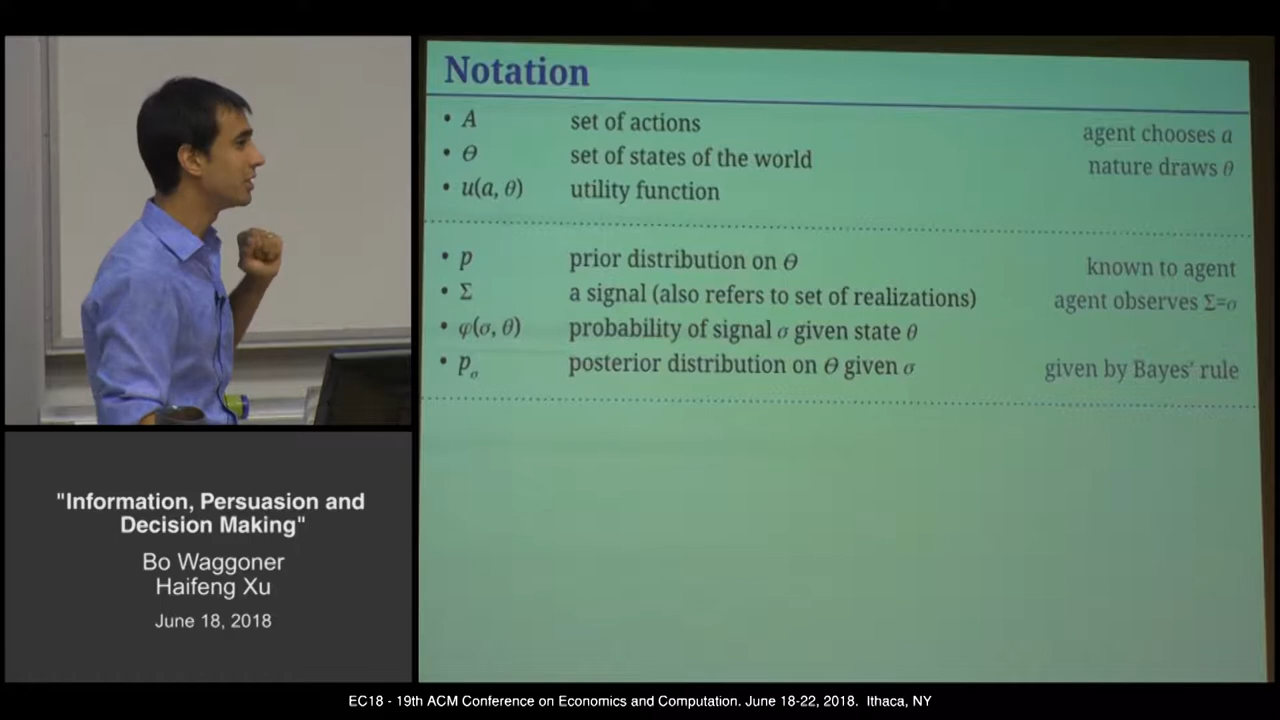 Notation
• A set of actions agent chooses a
• Θ set of states of the world nature draws θ
• u(a, θ) utility function
• p prior distribution on Θ known to agent
• Σ a signal (also refers to set of realizations) agent observes Σ=σ
• φ(σ, θ) probability of signal σ given state θ
• pσ posterior distribution on Θ given σ given by Bayes' rule
"Information, Persuasion and
Decision Making"
Bo Waggoner
Haifeng Xu
June 18, 2018
EC18 - 19th ACM Conference on Economics and Computation. June 18-22, 2018. Ithaca, NY